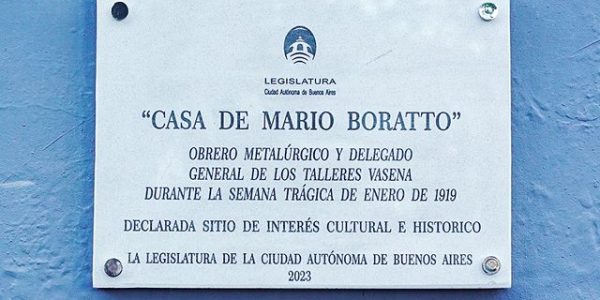 LEGISLATURA
Ciudad Autónoma de Buenos Aires
“CASA DE MARIO BORATTO”
OBRERO METALÚRGICO Y DELEGADO
GENERAL DE LOS TALLERES VASENA
DURANTE LA SEMANA TRÁGICA DE ENERO DE 1919
DECLARADA SITIO DE INTERÉS CULTURAL E HISTORICO
LA LEGISLATURA DE LA CIUDAD AUTÓNOMA DE BUENOS AIRES
2023